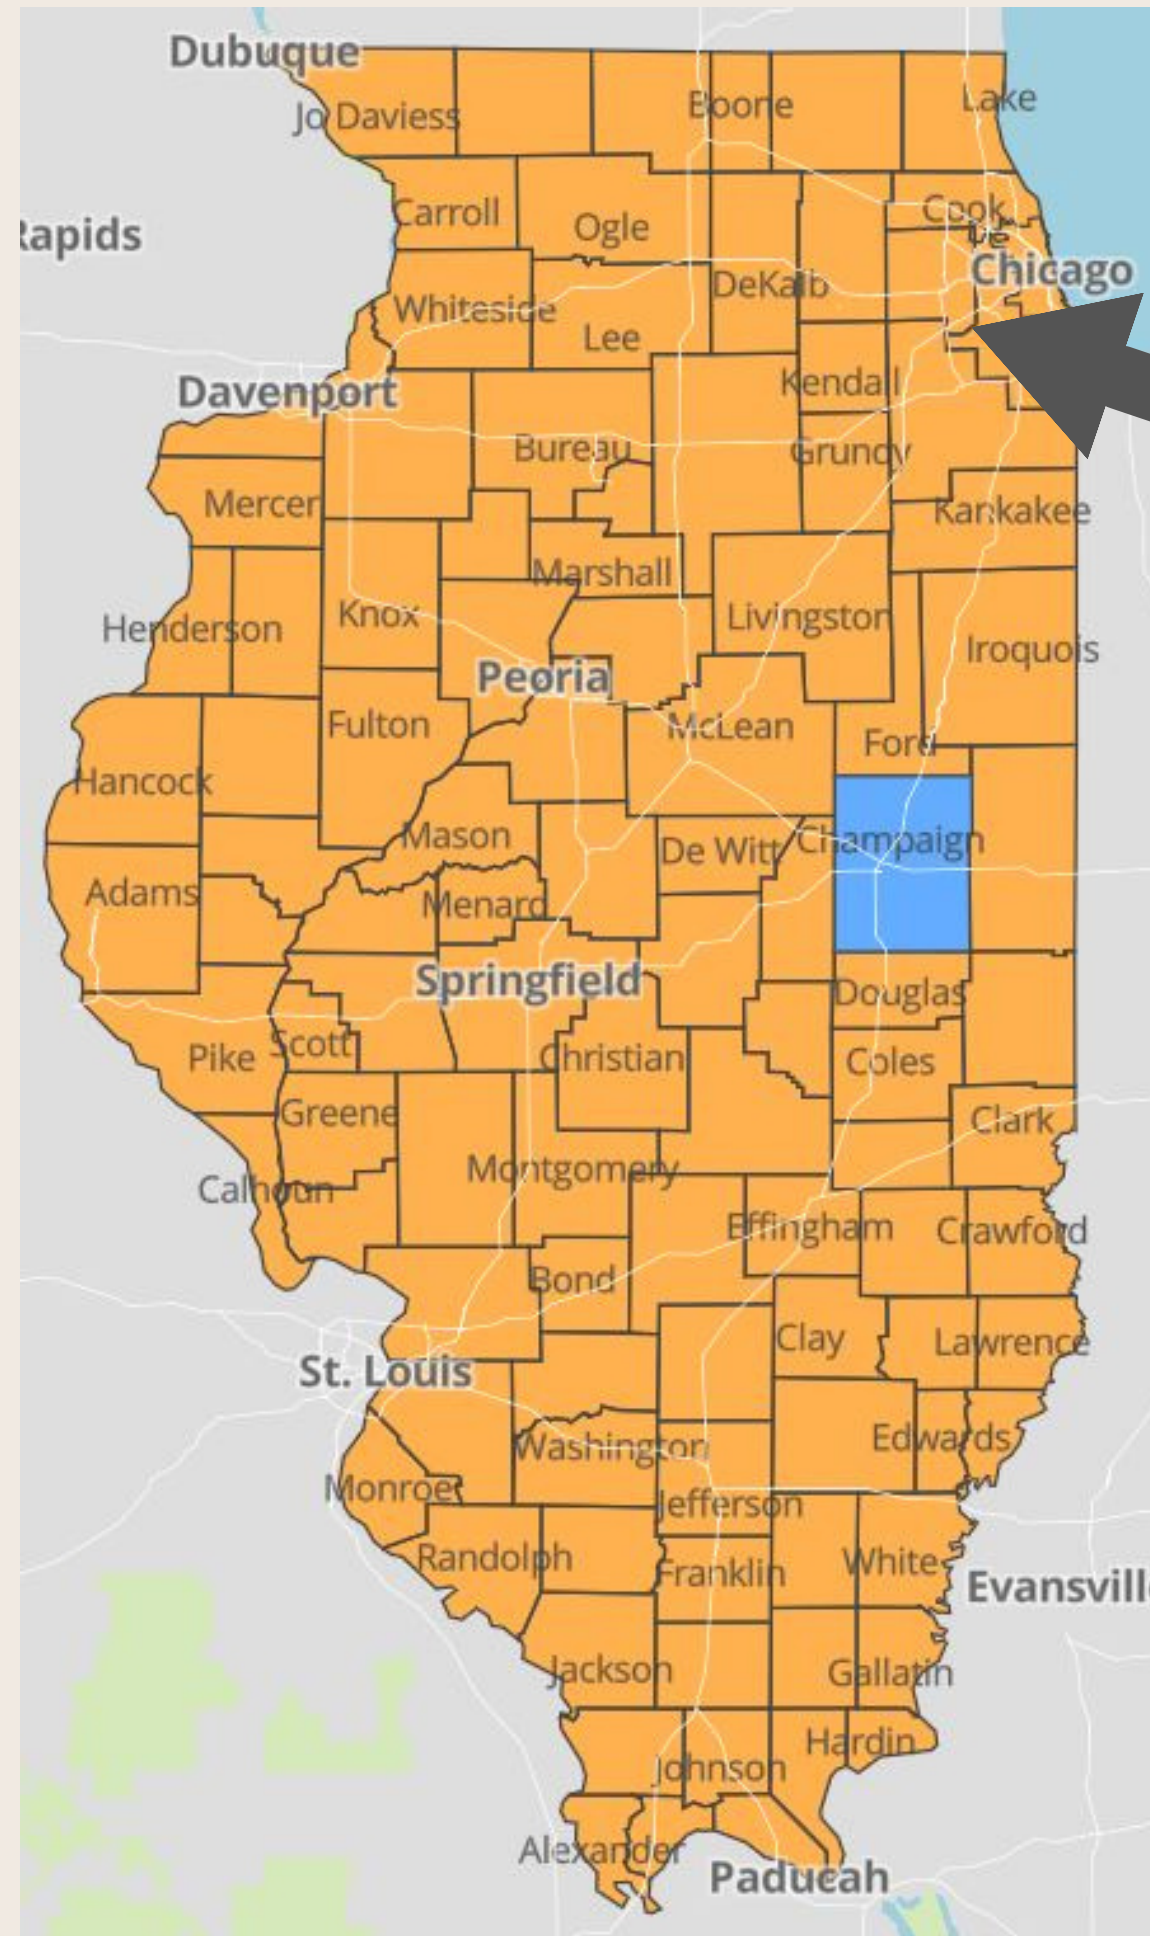 Dubuque
Jo Daviess
Boone
Lake
Carroll
Ogle
Cook
Rapids
Chicago
DeKalb
Whiteside
Lee
Davenport
Kendall
Bureau
Grundy
Mercer
Kankakee
Marshall
Knox
Livingston
Henderson
Iroquois
Peoria
Fulton
McLean
Ford
Hancock
Mason
De Witt
Champaign
Adams
Menard
Springfield
Douglas
Scott
Pike
Christian
Coles
Greene
Clark
Montgomery
Calhoun
Effingham
Crawford
Bond
Clay
Lawrence
St. Louis
Edwards
Washington
Monroe
Jefferson
Randolph
Franklin
White
Evansvill
Jackson
Gallatin
Hardin
Johnson
Alexander
Paducah